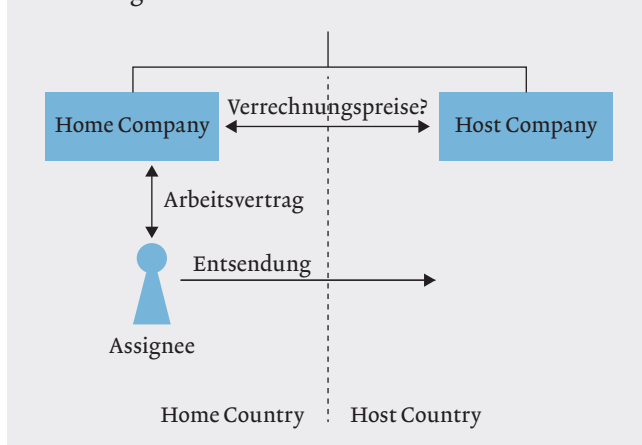 Verrechnungspreise?
Home Company
Host Company
Arbeitsvertrag
Entsendung
Assignee
Home Country
Host Country